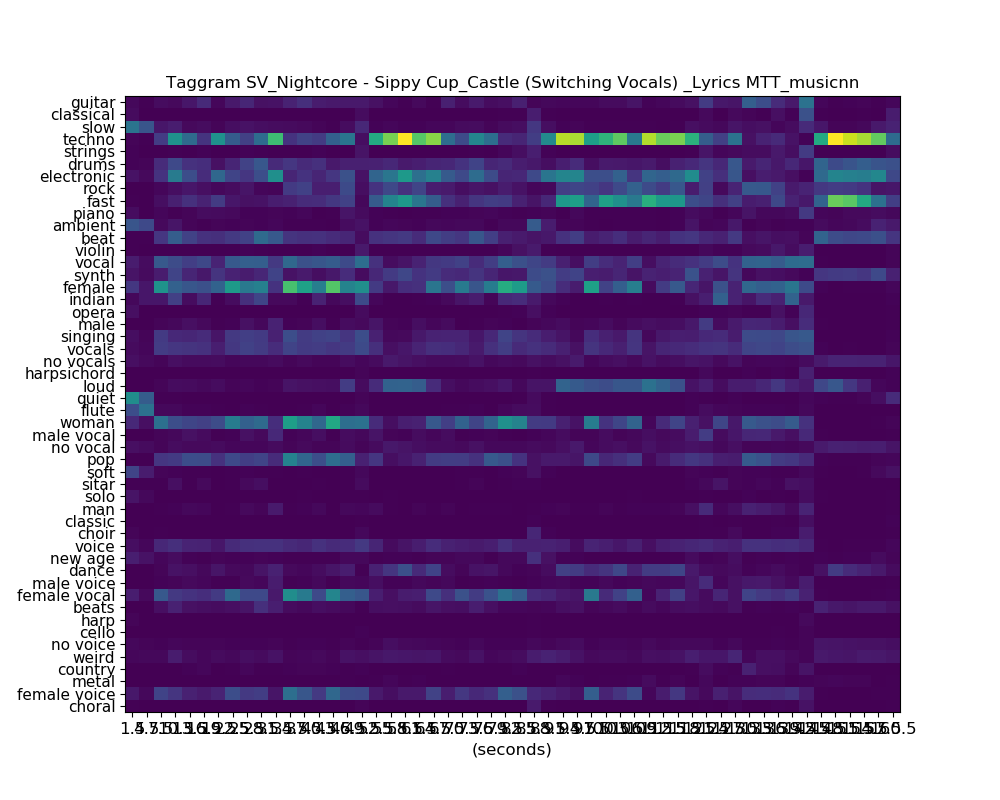 Taggram SV_Nightcore - Sippy Cup_Castle (Switching Vocals) _Lyrics MTT_musicnn
guitar
classical
slow
techno
strings
drums
electronic
rock
fast
piano
ambient
beat
violin
vocal
synth
female
indian
opera
male
singing
vocals
no vocals
harpsichord
loud
quiet
flute
woman
male vocal
no vocal
pop
soft
sitar
solo
man
classic
choir
voice
new age
dance
male voice
female vocal
beats
harp
cello
no voice
weird
country
metal
female voice
choral
(seconds)